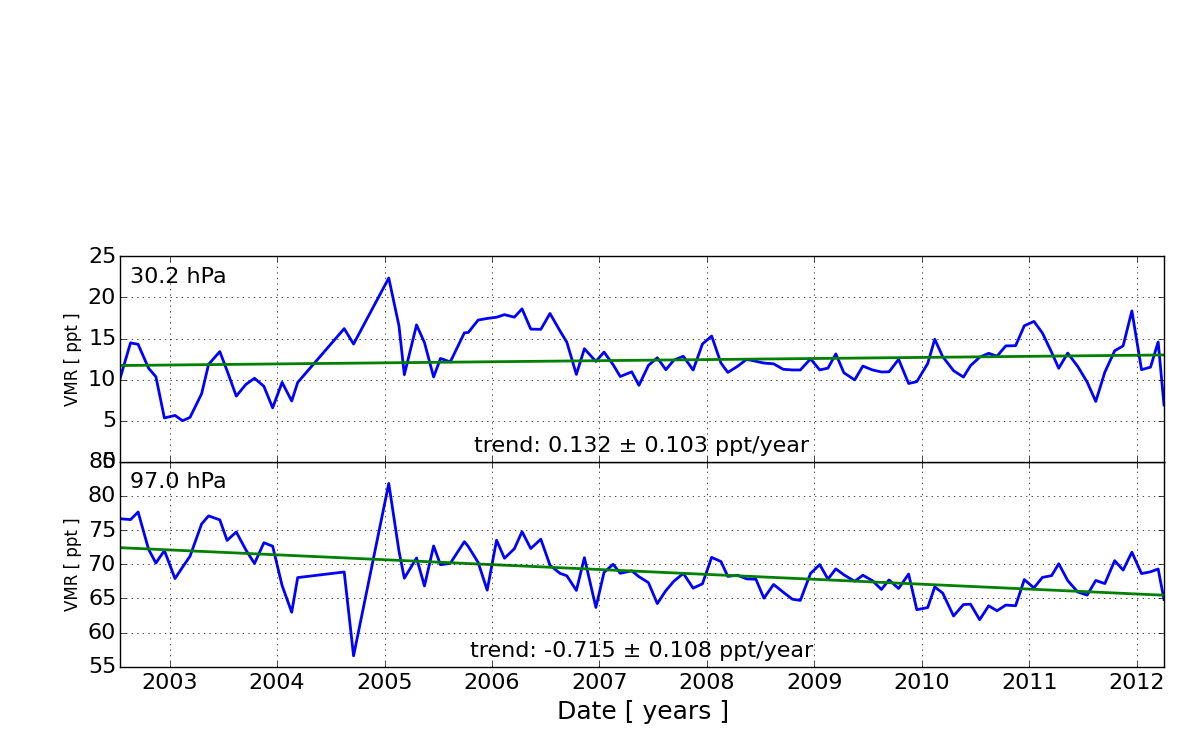 25
30.2 hPa
20
15
10
5
VMR [ ppt ]
trend: 0.132 ± 0.103 ppt/year
97.0 hPa
80
75
70
65
60
55
VMR [ ppt ]
trend: -0.715 ± 0.108 ppt/year
2003 2004 2005 2006 2007 2008 2009 2010 2011 2012
Date [ years ]